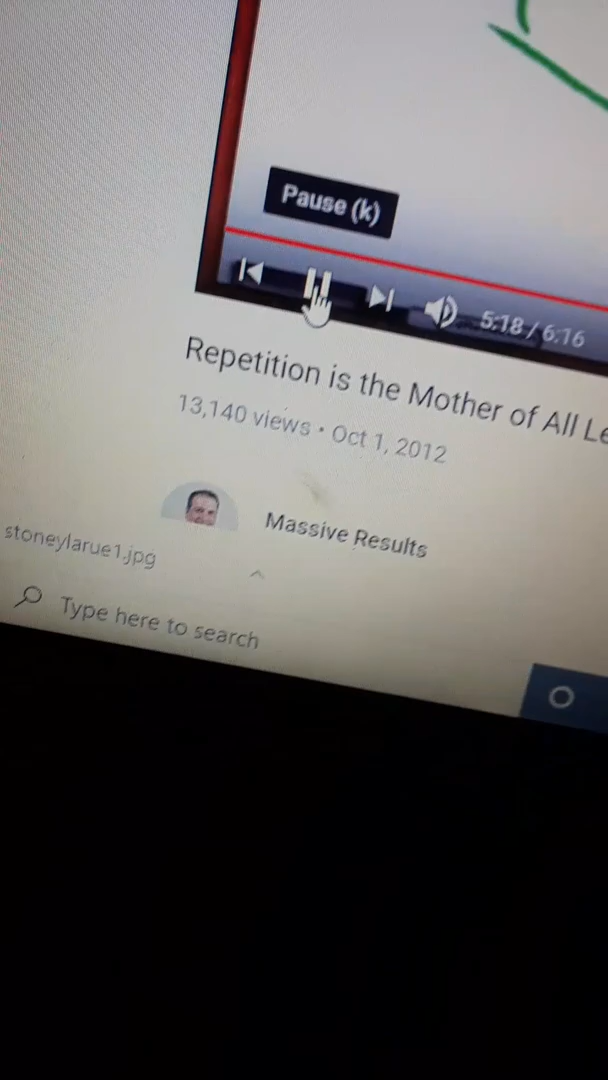 Pause (k)
5:18 / 6:16
Repetition is the Mother of All Le
13,140 views • Oct 1, 2012
Massive Results
stoneylarue1.jpg
Type here to search